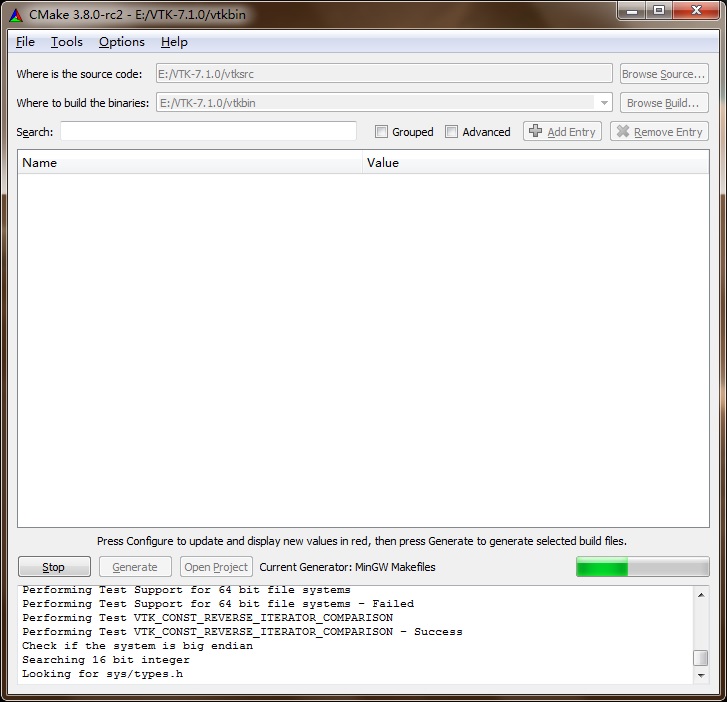 CMake 3.8.0-rc2 - E:/VTK-7.1.0/vtkbin
File Tools Options Help
Where is the source code: E:/VTK-7.1.0/vtksrc Browse Source...
Where to build the binaries: E:/VTK-7.1.0/vtkbin Browse Build...
Search: Grouped Advanced Add Entry Remove Entry
Name Value
Press Configure to update and display new values in red, then press Generate to generate selected build files.
Stop Generate Open Project Current Generator: MinGW Makefiles
Performing Test Support for 64 bit file systems
Performing Test Support for 64 bit file systems - Failed
Performing Test VTK_CONST_REVERSE_ITERATOR_COMPARISON
Performing Test VTK_CONST_REVERSE_ITERATOR_COMPARISON - Success
Check if the system is big endian
Searching 16 bit integer
Looking for sys/types.h